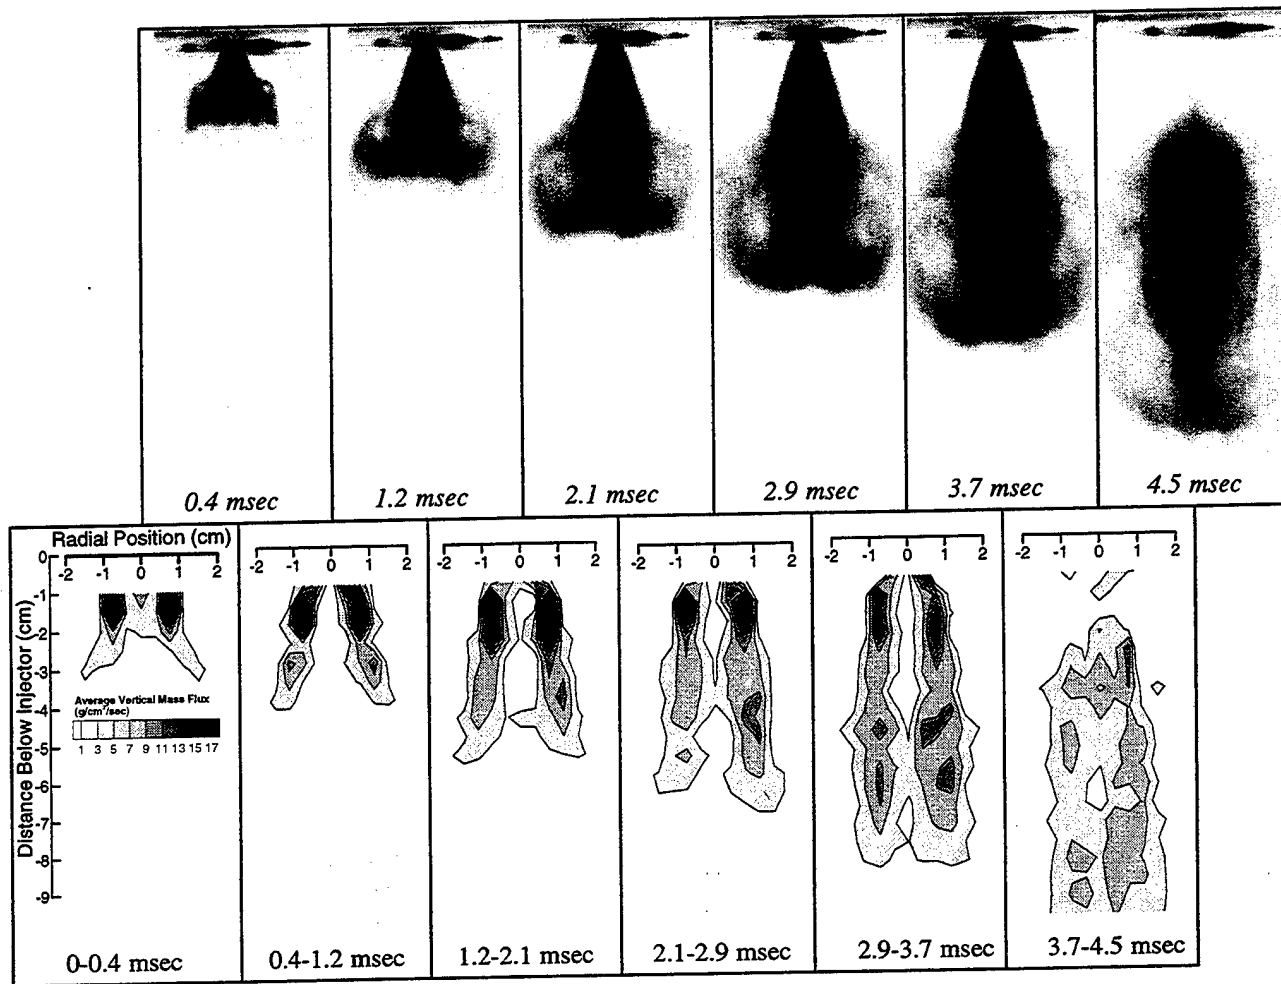 0.4 msec
1.2 msec
2.1 msec
2.9 msec
3.7 msec
4.5 msec
Radial Position (cm)
-2 -1 0 1 2
-2 -1 0 1 2
-2 -1 0 1 2
-2 -1 0 1 2
-2 -1 0 1 2
-2 -1 0 1 2
Distance Below Injector (cm)
0
-1
-2
-3
-4
-5
-6
-7
-8
-9
Average Vertical Mass Flux
(g/cm²/sec)
1 3 5 7 9 11 13 15 17
0-0.4 msec
0.4-1.2 msec
1.2-2.1 msec
2.1-2.9 msec
2.9-3.7 msec
3.7-4.5 msec